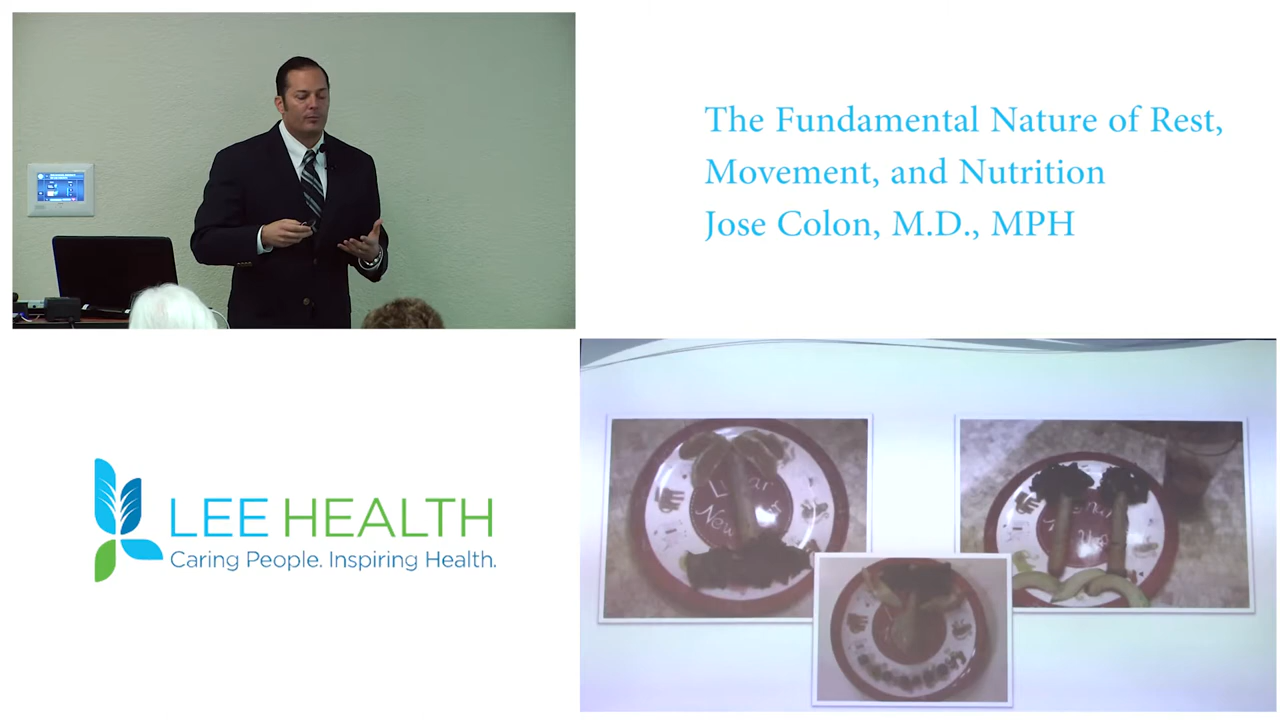 The Fundamental Nature of Rest,
Movement, and Nutrition
Jose Colon, M.D., MPH
LEE HEALTH
Caring People. Inspiring Health.